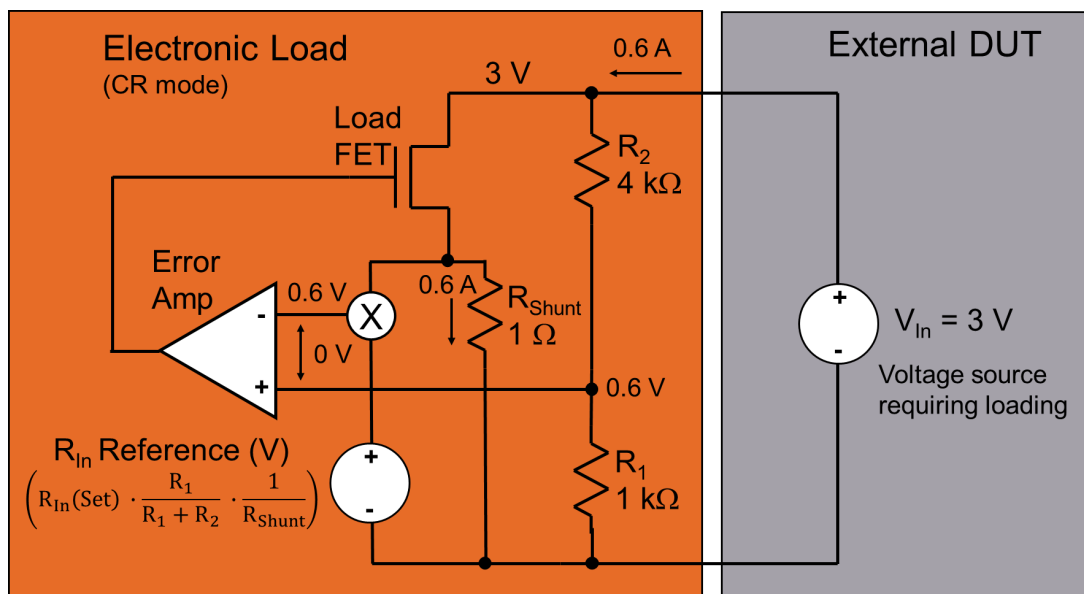 Electronic Load
(CR mode)
0.6 A
3 V
Load
FET
R2
4 kΩ
Error
Amp
0.6 V
X
0.6 A
RShunt
1 Ω
-
0 V
+
0.6 V
RIn Reference (V)
(RIn(Set) · R1 / (R1 + R2) · 1 / RShunt)
+
-
R1
1 kΩ
External DUT
+
-
VIn = 3 V
Voltage source
requiring loading